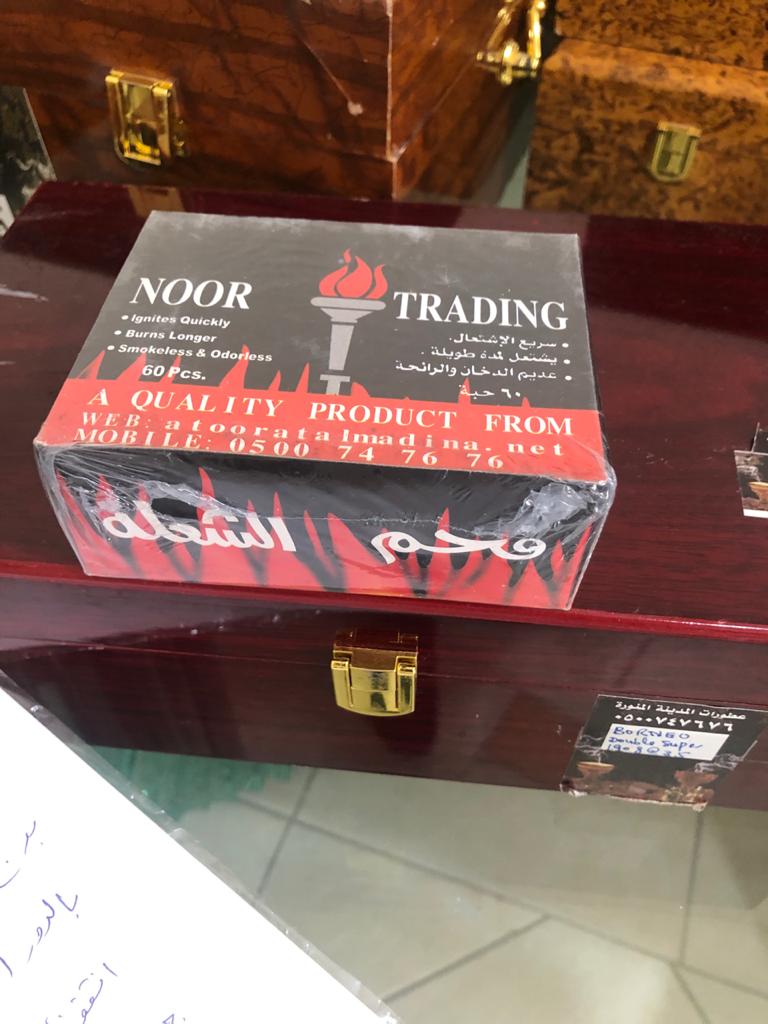 NOOR TRADING
• Ignites Quickly
• Burns Longer
• Smokeless & Odorless
60 Pcs.
• سريع الإشتعال
• يشتعل لمدة طويلة
• عديم الدخان والرائحة
٦٠ حبة
A QUALITY PRODUCT FROM
WEB: atooratalmadina.net
MOBILE: 0500 74 76 76
فحم الشعلة
عطورات المدينة المنورة
٠٥٠٠٧٤٧٦٧٦
BORNEO
Double Super